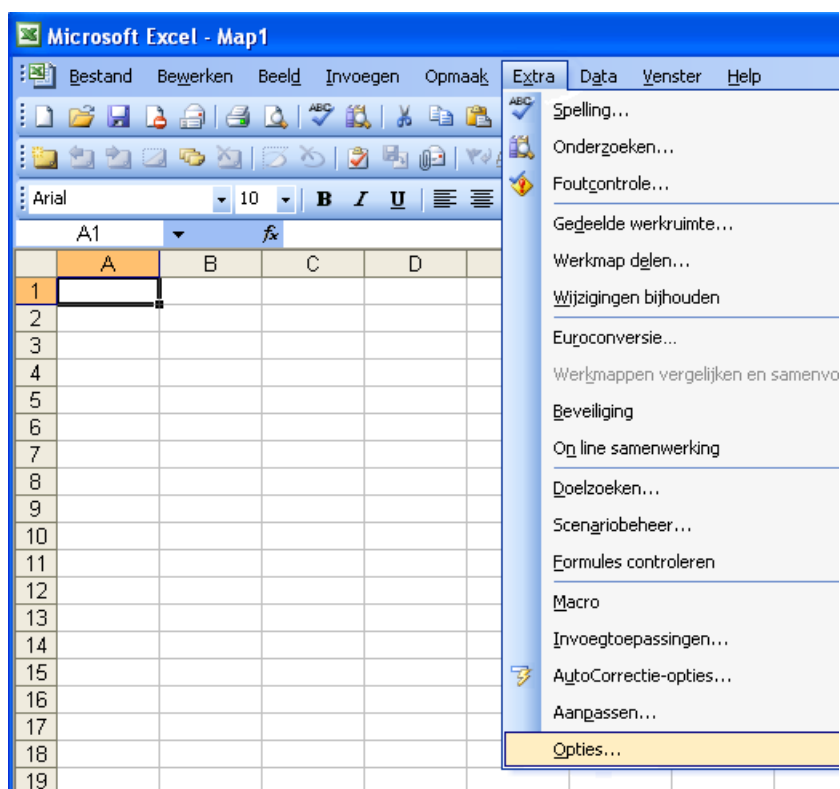 Microsoft Excel - Map1
Bestand Bewerken Beeld Invoegen Opmaak Extra Data Venster Help
Arial 10 B I U
A1 fx
A B C D
1
2
3
4
5
6
7
8
9
10
11
12
13
14
15
16
17
18
19
ABC Spelling...
Onderzoeken...
Foutcontrole...
Gedeelde werkruimte...
Werkmap delen...
Wijzigingen bijhouden
Euroconversie...
Werkmappen vergelijken en samenvo
Beveiliging
On line samenwerking
Doelzoeken...
Scenariobeheer...
Formules controleren
Macro
Invoegtoepassingen...
AutoCorrectie-opties...
Aanpassen...
Opties...